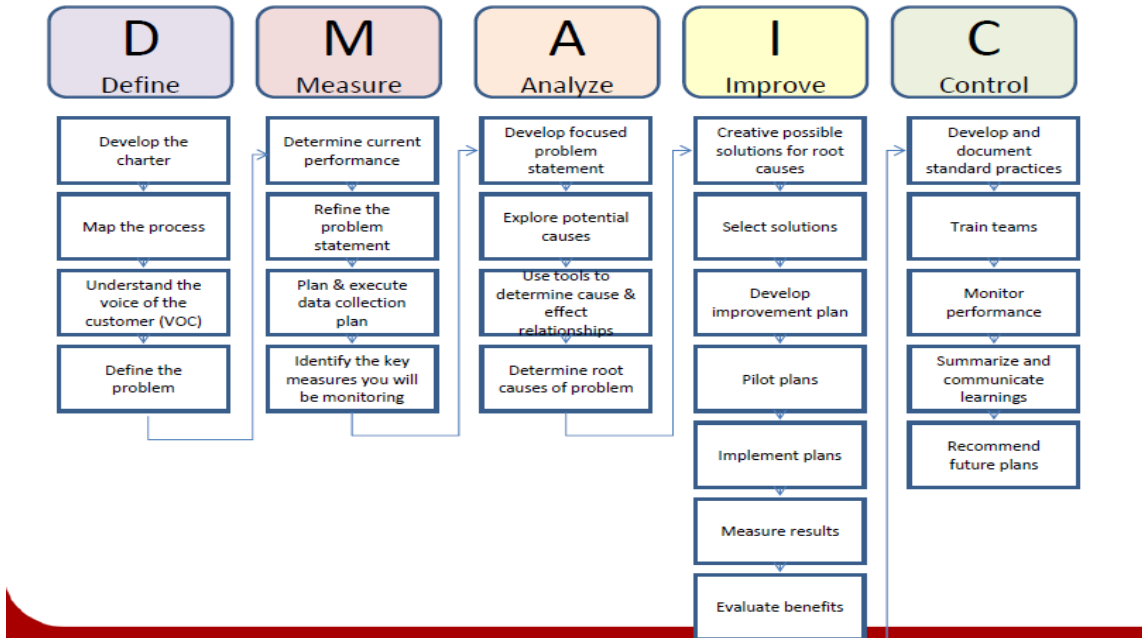 D
Define
Develop the
charter
Map the process
Understand the
voice of the
customer (VOC)
Define the
problem
M
Measure
Determine current
performance
Refine the
problem
statement
Plan & execute
data collection
plan
Identify the key
measures you will
be monitoring
A
Analyze
Develop focused
problem
statement
Explore potential
causes
Use tools to
determine cause &
effect
relationships
Determine root
causes of problem
I
Improve
Creative possible
solutions for root
causes
Select solutions
Develop
improvement plan
Pilot plans
Implement plans
Measure results
Evaluate benefits
C
Control
Develop and
document
standard practices
Train teams
Monitor
performance
Summarize and
communicate
learnings
Recommend
future plans